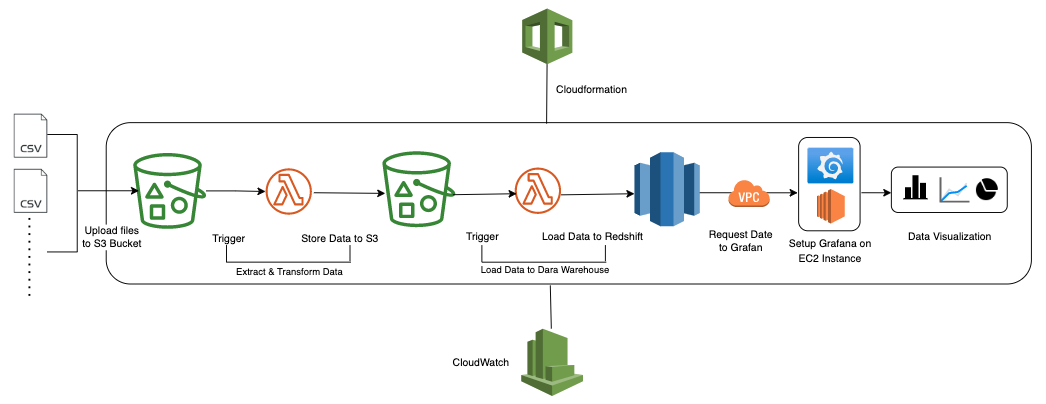 Cloudformation
CSV
CSV
Upload files
to S3 Bucket
Trigger
Store Data to S3
Extract & Transform Data
Trigger
Load Data to Redshift
Load Data to Dara Warehouse
VPC
Request Date
to Grafan
Setup Grafana on
EC2 Instance
Data Visualization
CloudWatch